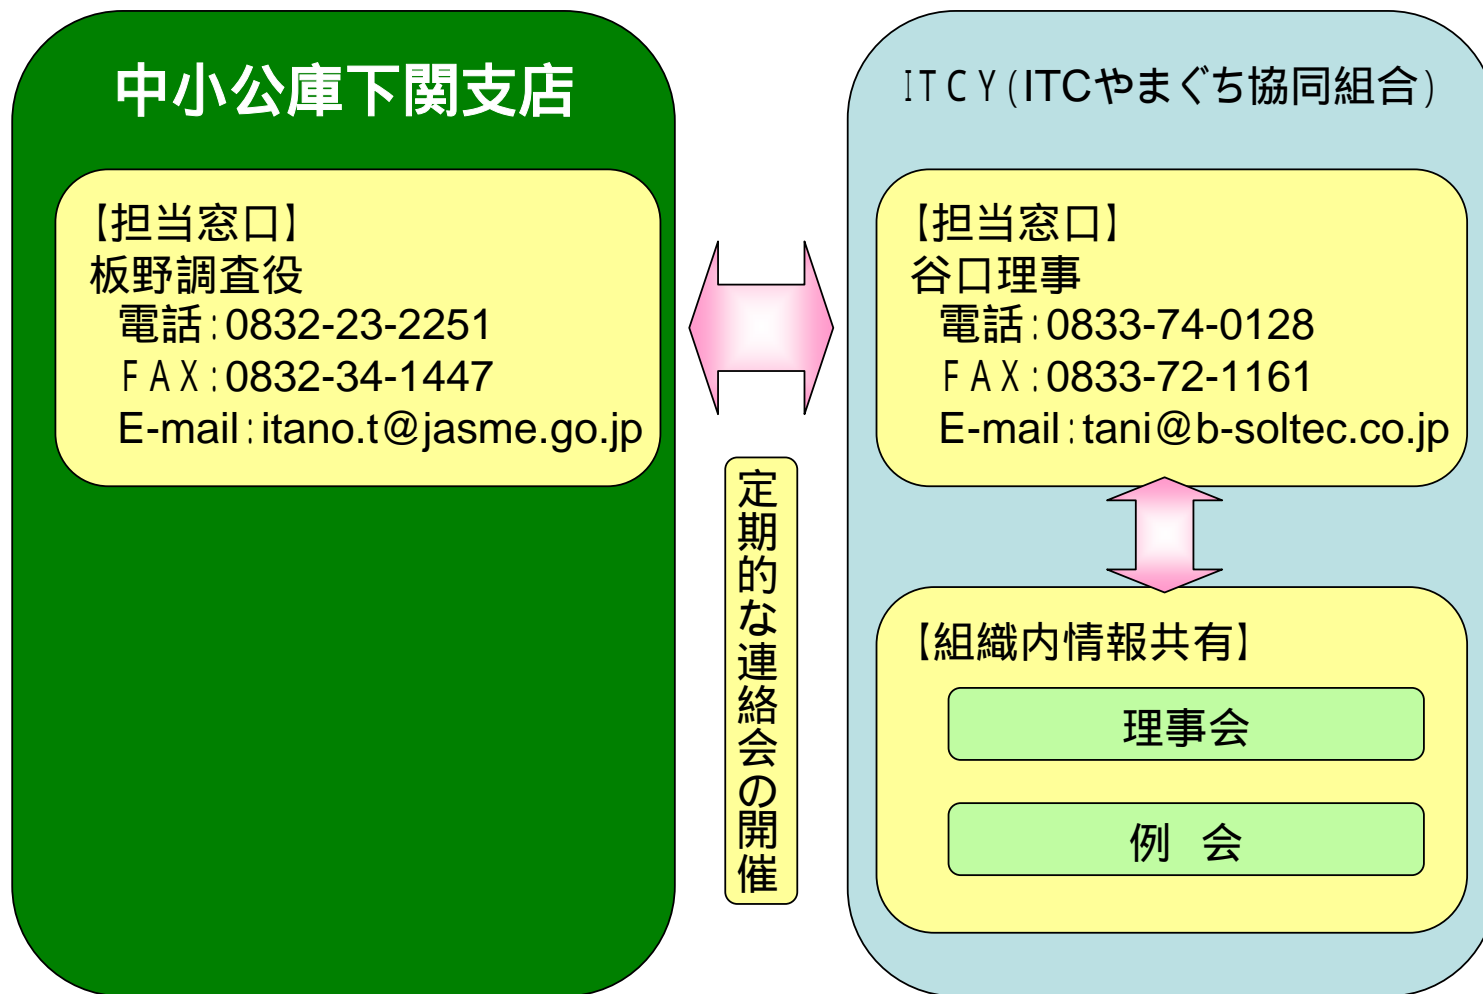 中小公庫下関支店
【担当窓口】
板野調査役
電話:0832-23-2251
FAX:0832-34-1447
E-mail:itano.t@jasme.go.jp
定期的な連絡会の開催
ITCY(ITCやまぐち協同組合)
【担当窓口】
谷口理事
電話:0833-74-0128
FAX:0833-72-1161
E-mail:tani@b-soltec.co.jp
【組織内情報共有】
理事会
例 会